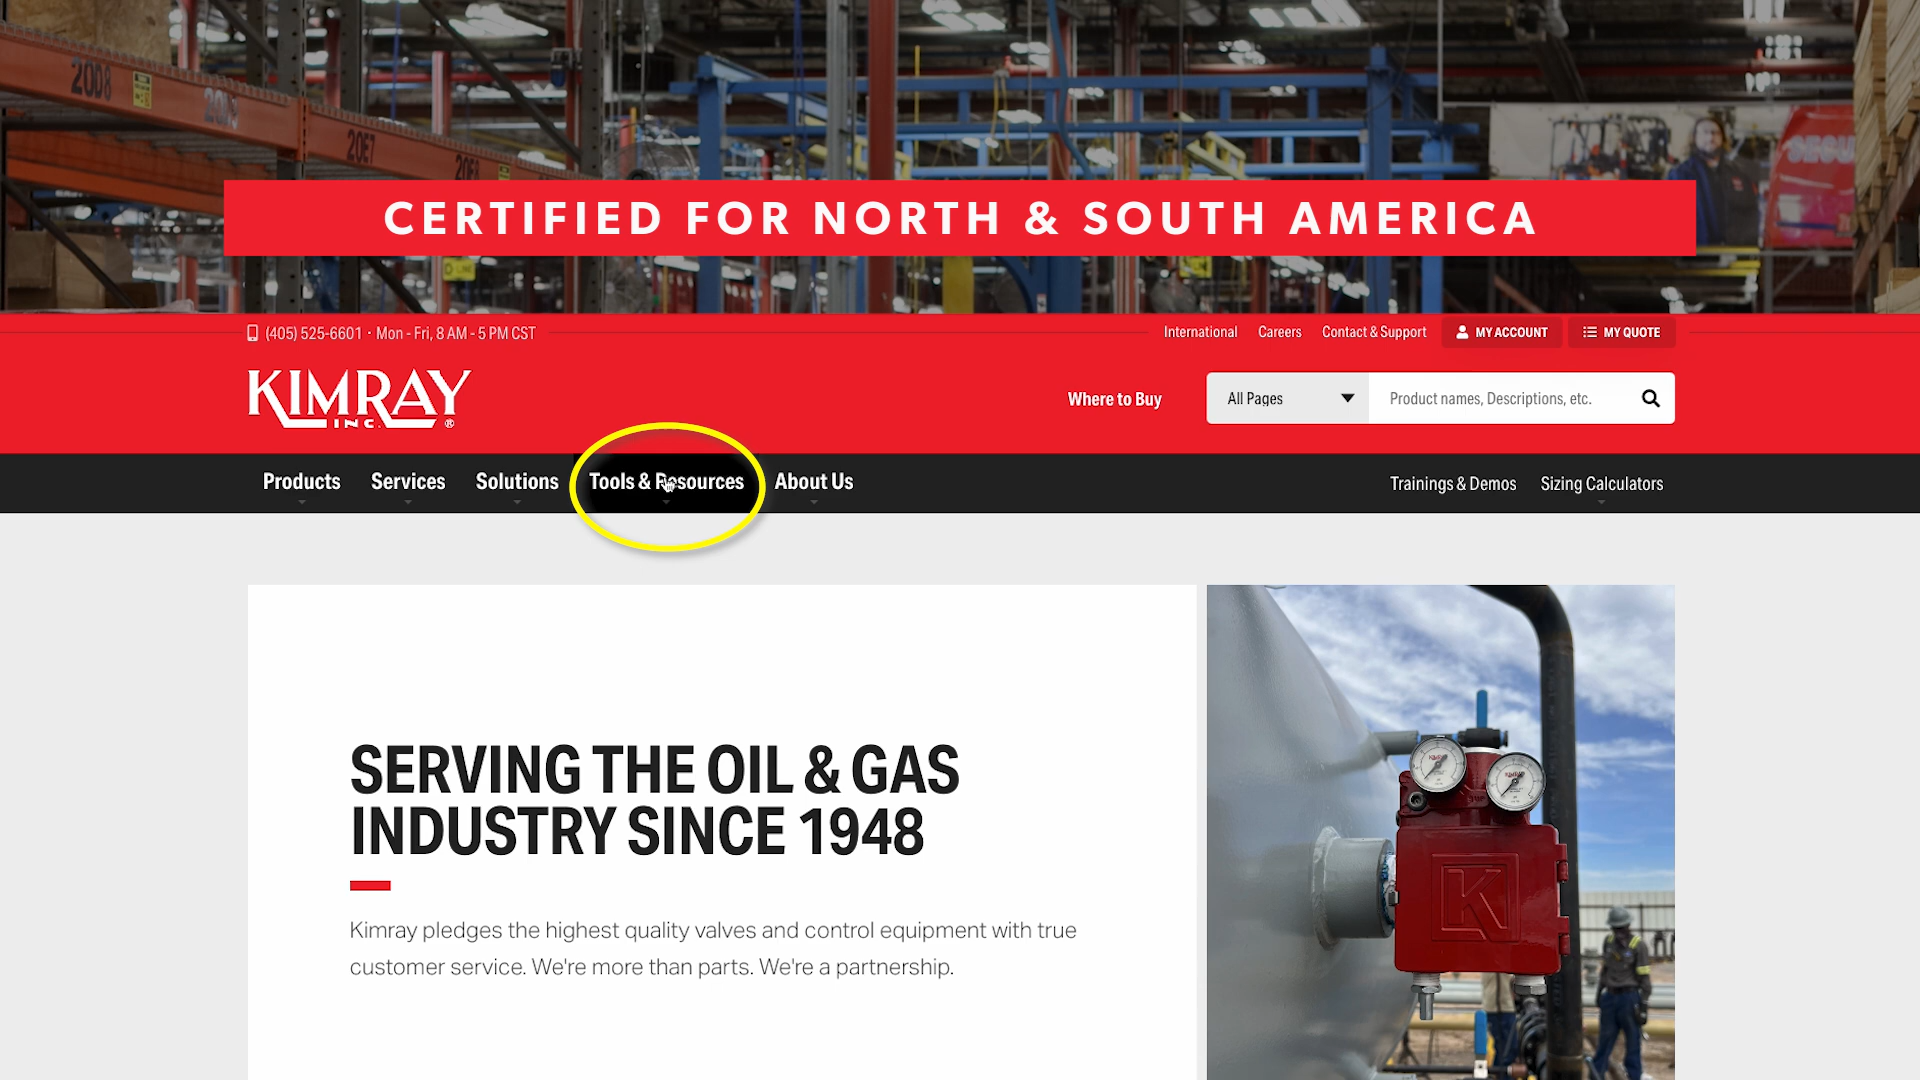 2008
20E7
CERTIFIED FOR NORTH & SOUTH AMERICA
(405) 525-6601 · Mon - Fri, 8 AM - 5 PM CST
International
Careers
Contact & Support
MY ACCOUNT
MY QUOTE
KIMRAY
INC.®
Where to Buy
All Pages
Product names, Descriptions, etc.
Products
Services
Solutions
Tools & Resources
About Us
Trainings & Demos
Sizing Calculators
SERVING THE OIL & GAS
INDUSTRY SINCE 1948
Kimray pledges the highest quality valves and control equipment with true
customer service. We're more than parts. We're a partnership.
K